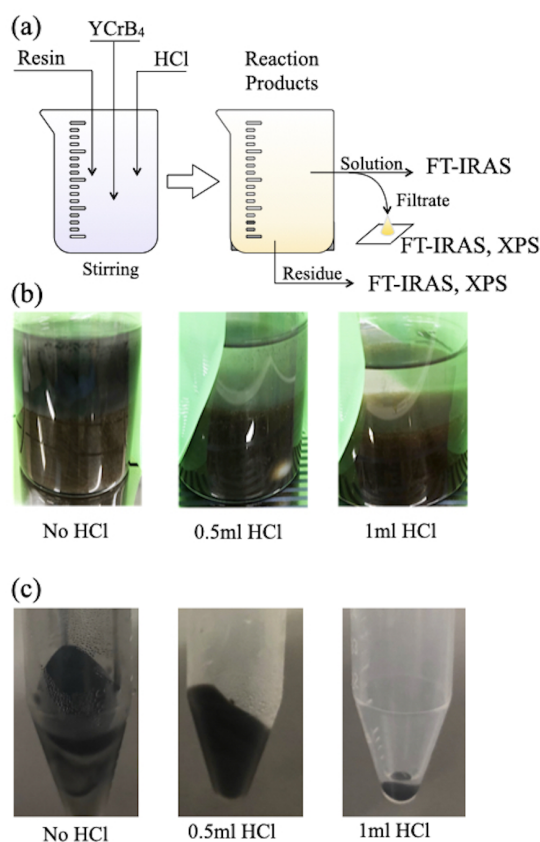 (a)
YCrB₄
Resin
HCl
Reaction
Products
Solution
FT-IRAS
Filtrate
FT-IRAS, XPS
Stirring
Residue
FT-IRAS, XPS
(b)
No HCl
0.5ml HCl
1ml HCl
(c)
No HCl
0.5ml HCl
1ml HCl